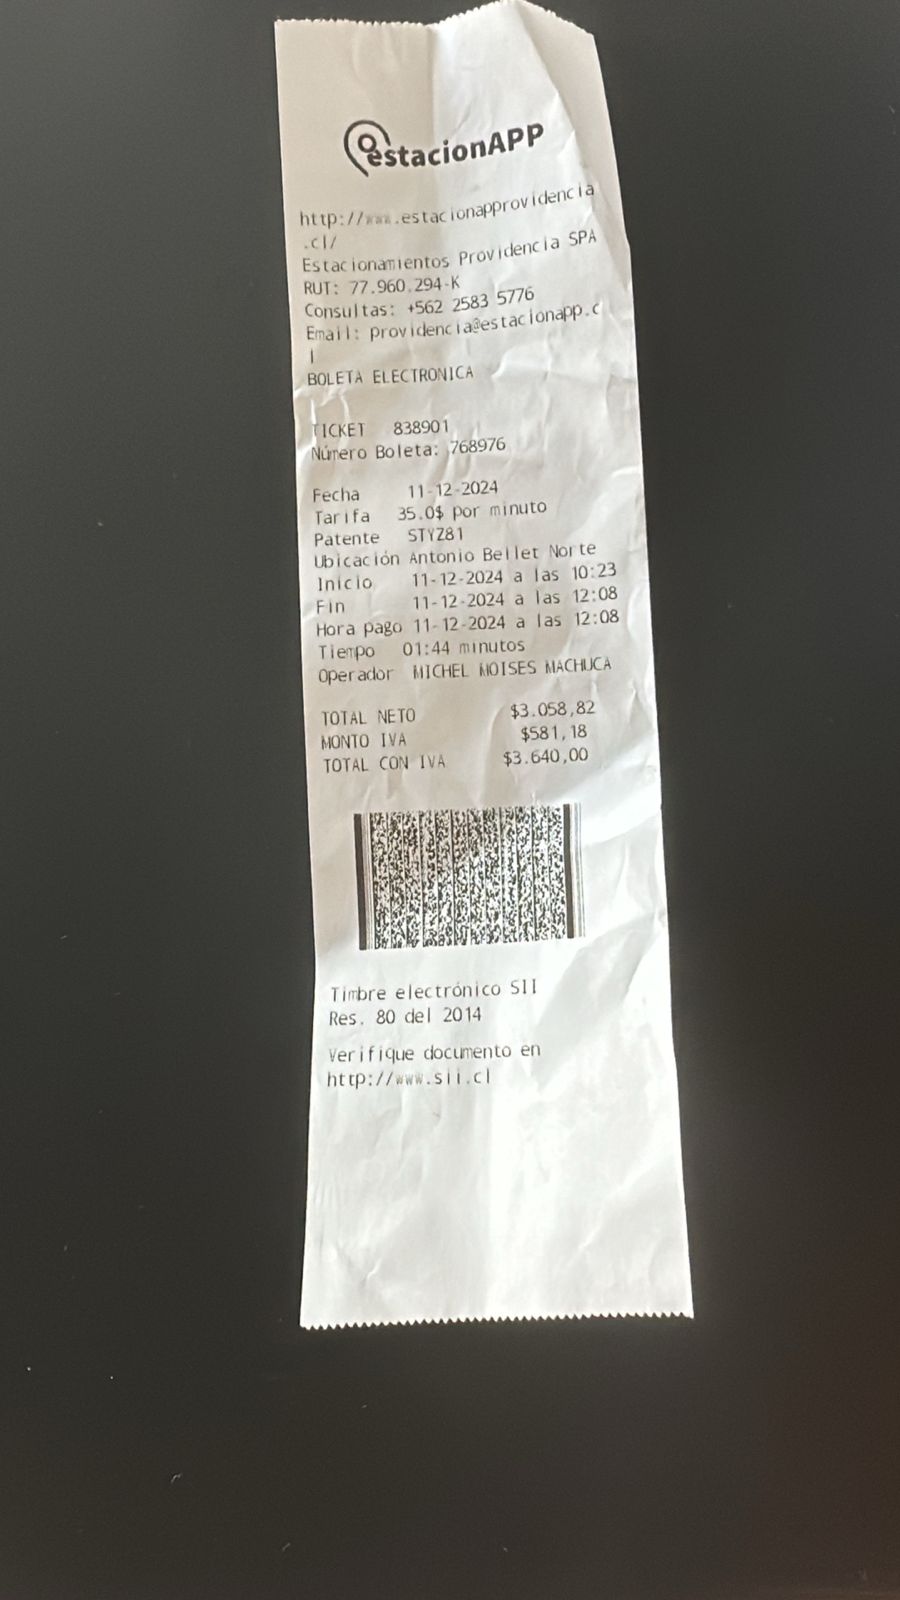 estacionAPP
http://www.estacionapprovidencia
.cl/
Estacionamientos Providencia SPA
RUT: 77.960.294-K
Consultas: +562 2583 5776
Email: providencia@estacionapp.c
l
BOLETA ELECTRONICA
TICKET 838901
Número Boleta: 768976
Fecha 11-12-2024
Tarifa 35.0$ por minuto
Patente STYZ81
Ubicación Antonio Bellet Norte
Inicio 11-12-2024 a las 10:23
Fin 11-12-2024 a las 12:08
Hora pago 11-12-2024 a las 12:08
Tiempo 01:44 minutos
Operador MICHEL MOISES MACHUCA
TOTAL NETO $3.058,82
MONTO IVA $581,18
TOTAL CON IVA $3.640,00
Timbre electrónico SII
Res. 80 del 2014
Verifique documento en
http://www.sii.cl